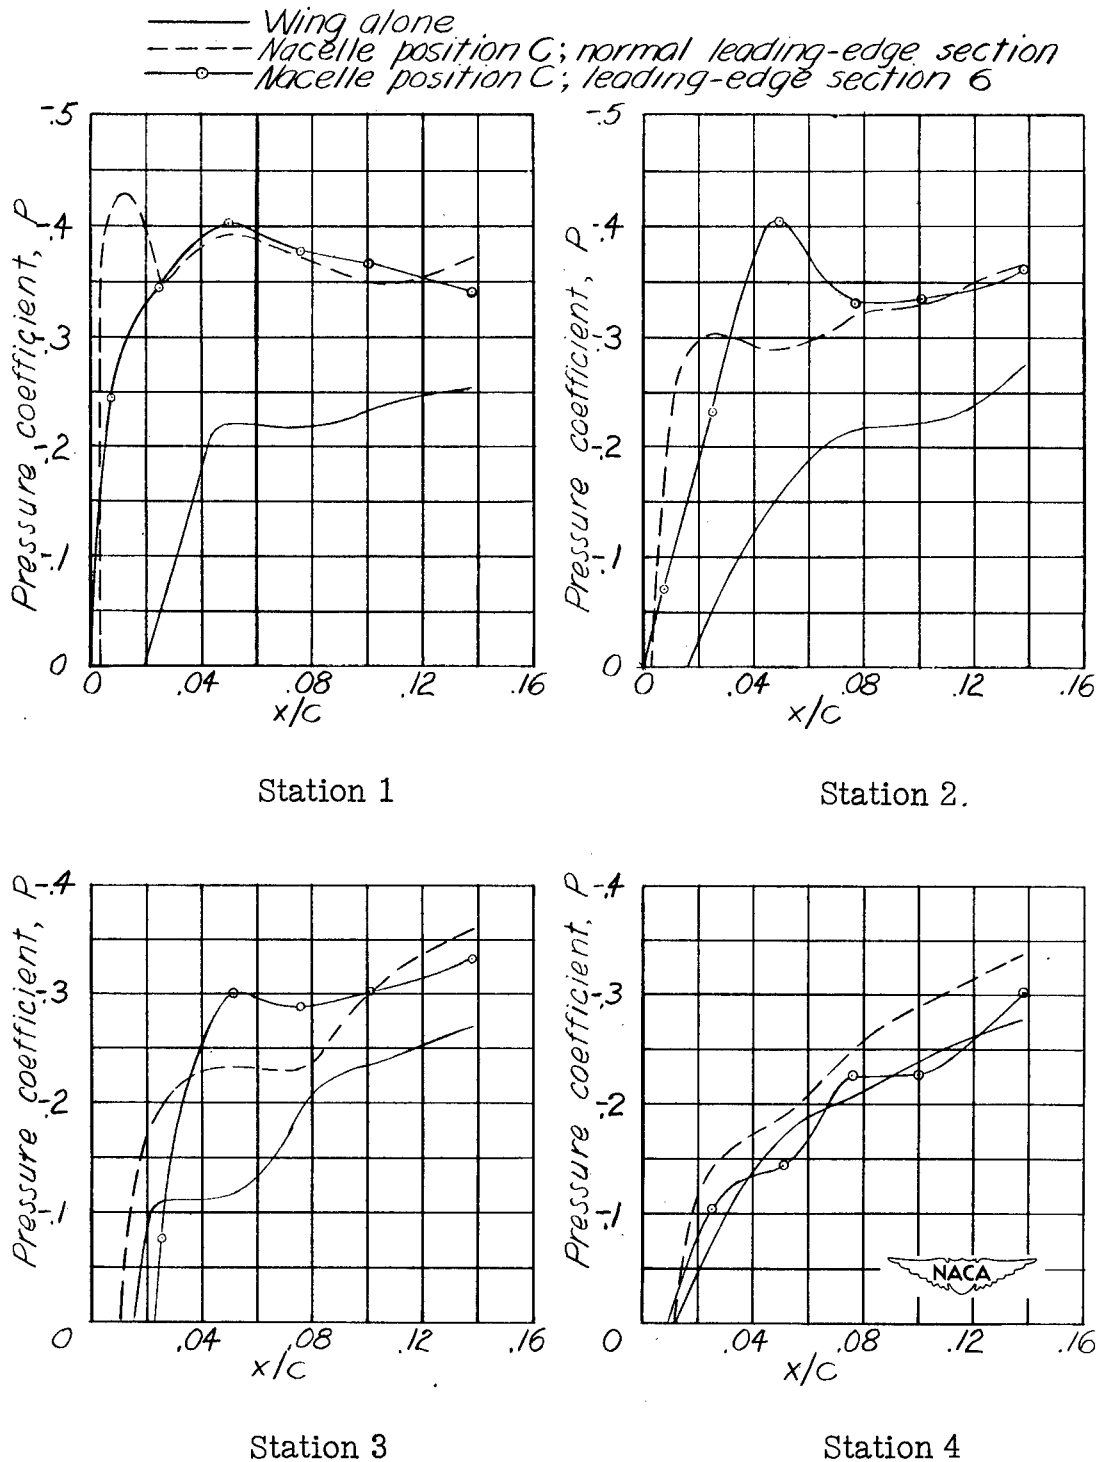 Wing alone
Nacelle position C; normal leading-edge section
Nacelle position C; leading-edge section 6
-.5
-.4
.3
.2
-.1
0
Pressure coefficient, P
0 .04 .08 .12 .16
x/c
Station 1
-.5
-.4
-.3
-.2
-.1
0
Pressure coefficient, P
0 .04 .08 .12 .16
x/c
Station 2.
-.4
-.3
.2
-.1
0
Pressure coefficient, P
.04 .08 .12 .16
x/c
Station 3
-.4
-.3
-.2
-.1
0
Pressure coefficient, P
.04 .08 .12 .16
x/c
NACA
Station 4